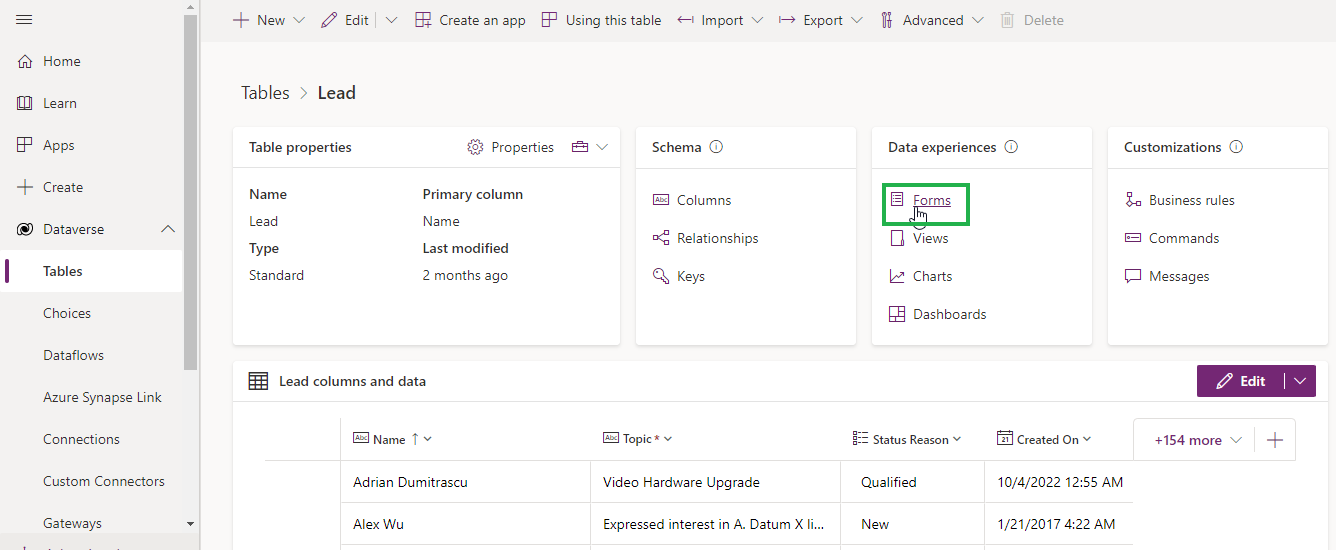 New Edit Create an app Using this table Import Export Advanced Delete
Home
Learn
Apps
Create
Dataverse
Tables
Choices
Dataflows
Azure Synapse Link
Connections
Custom Connectors
Gateways
Tables > Lead
Table properties Properties
Name Primary column
Lead Name
Type Last modified
Standard 2 months ago
Schema
Abc Columns
Relationships
Keys
Data experiences
Forms
Views
Charts
Dashboards
Customizations
Business rules
Commands
Messages
Lead columns and data Edit
Abc Name ↑ Abc Topic * Status Reason 21 Created On +154 more
Adrian Dumitrascu Video Hardware Upgrade Qualified 10/4/2022 12:55 AM
Alex Wu Expressed interest in A. Datum X li... New 1/21/2017 4:22 AM